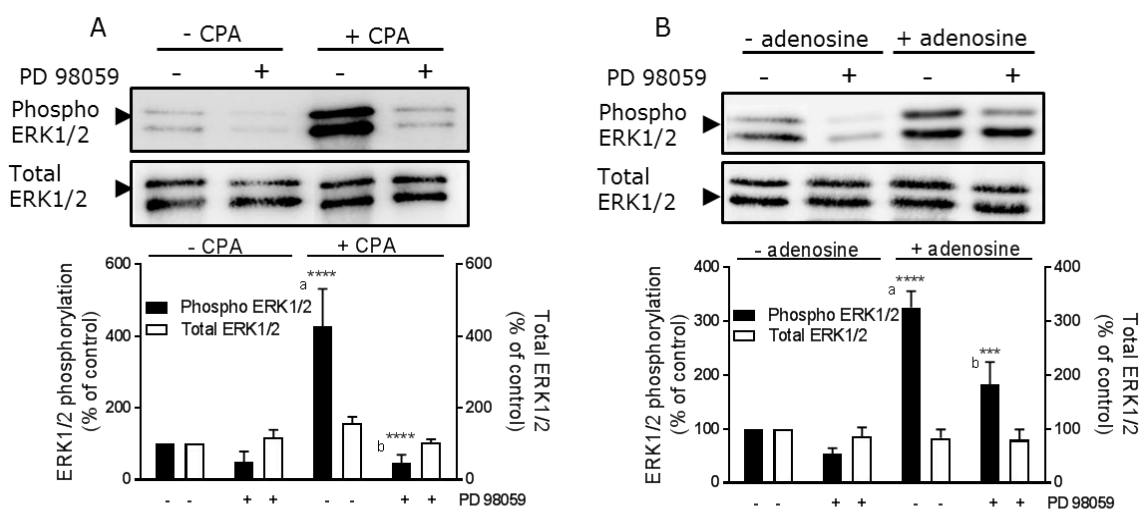 A
- CPA + CPA
PD 98059 - + - +
Phospho
ERK1/2
Total
ERK1/2
- CPA + CPA
600 600
400 400
200 200
100 100
0 0
ERK1/2 phosphorylation
(% of control)
Total ERK1/2
(% of control)
Phospho ERK1/2
Total ERK1/2
a ****
b ****
- - + + - - + + PD 98059
B
- adenosine + adenosine
PD 98059 - + - +
Phospho
ERK1/2
Total
ERK1/2
- adenosine + adenosine
400 400
300 300
200 200
100 100
0 0
ERK1/2 phosphorylation
(% of control)
Total ERK1/2
(% of control)
Phospho ERK1/2
Total ERK1/2
a ****
b ***
- - + + - - + + PD 98059